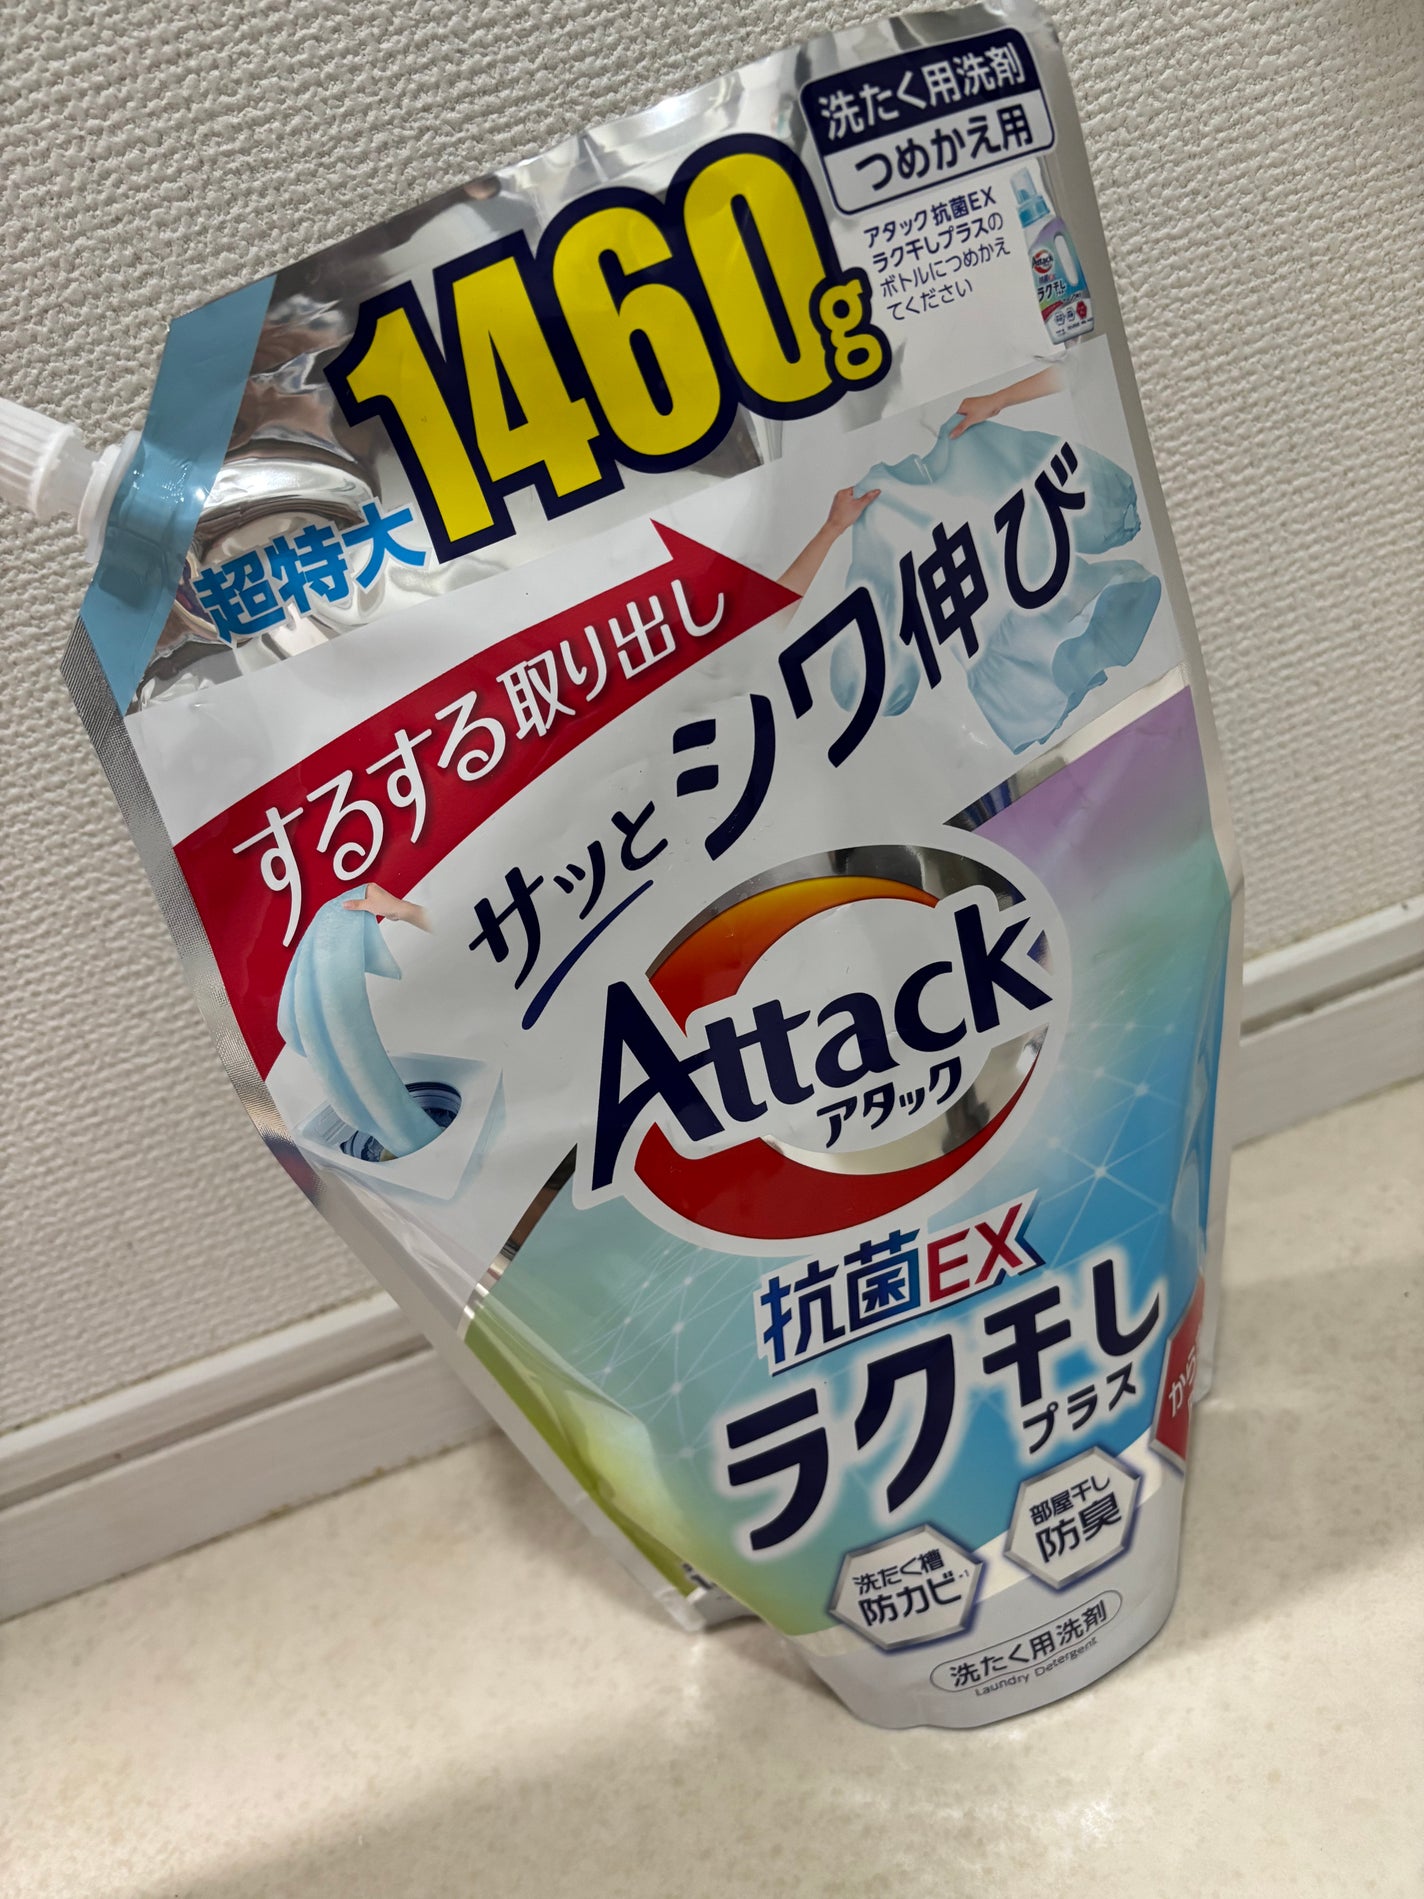 洗たく用洗剤
つめかえ用
アタック 抗菌EX
ラク干しプラスの
ボトルにつめかえ
てください
1460g
超特大
するする取り出し
サッとシワ伸び
Attack
アタック
抗菌EX
ラク干し
プラス
洗たく槽
防カビ
部屋干し
防臭
洗たく用洗剤
Laundry Detergent